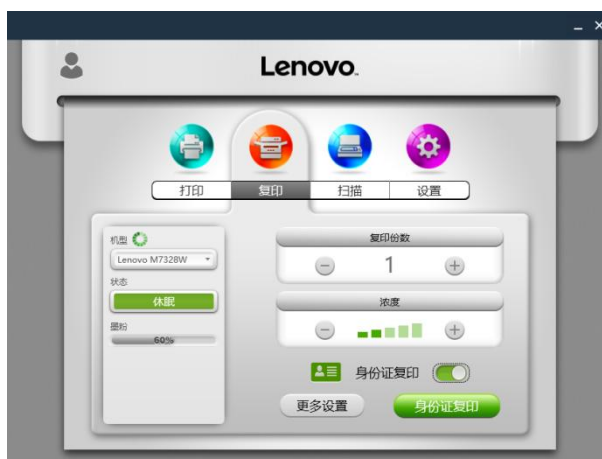 Lenovo
打印
复印
扫描
设置
机型
Lenovo M7328W
状态
休眠
墨粉
60%
复印份数
1
浓度
身份证复印
更多设置
身份证复印